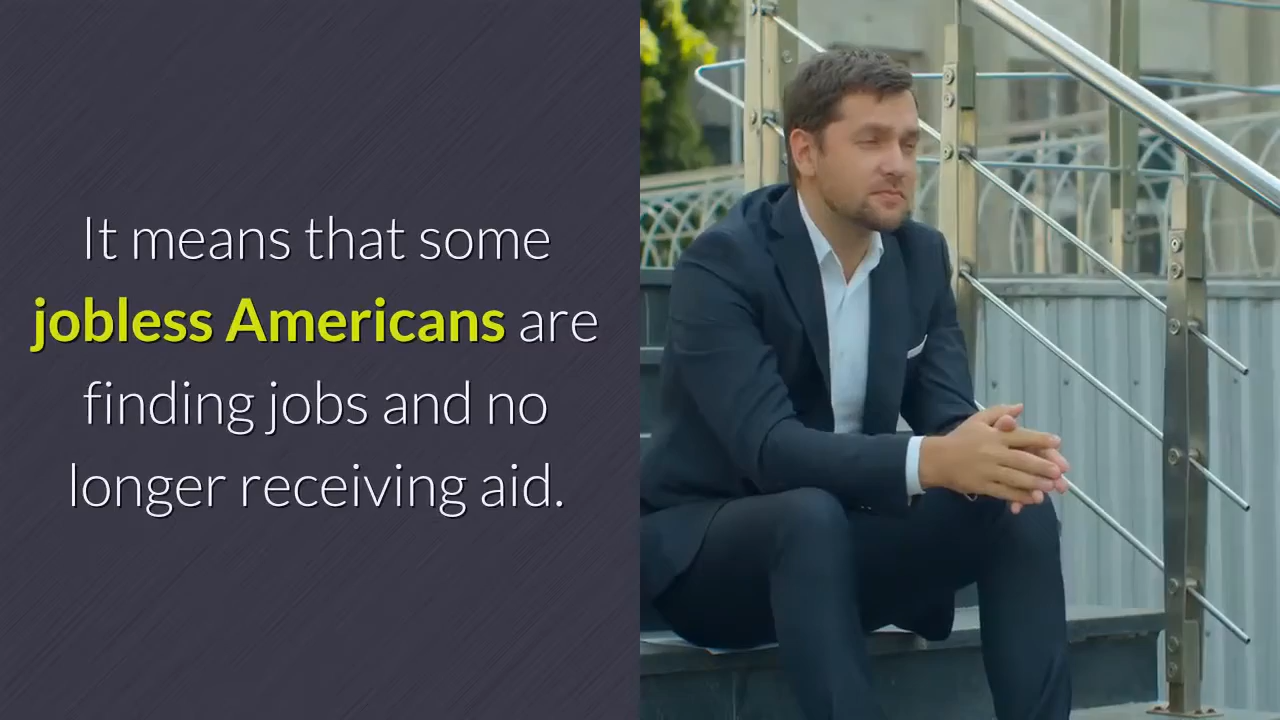 It means that some
jobless Americans are
finding jobs and no
longer receiving aid.